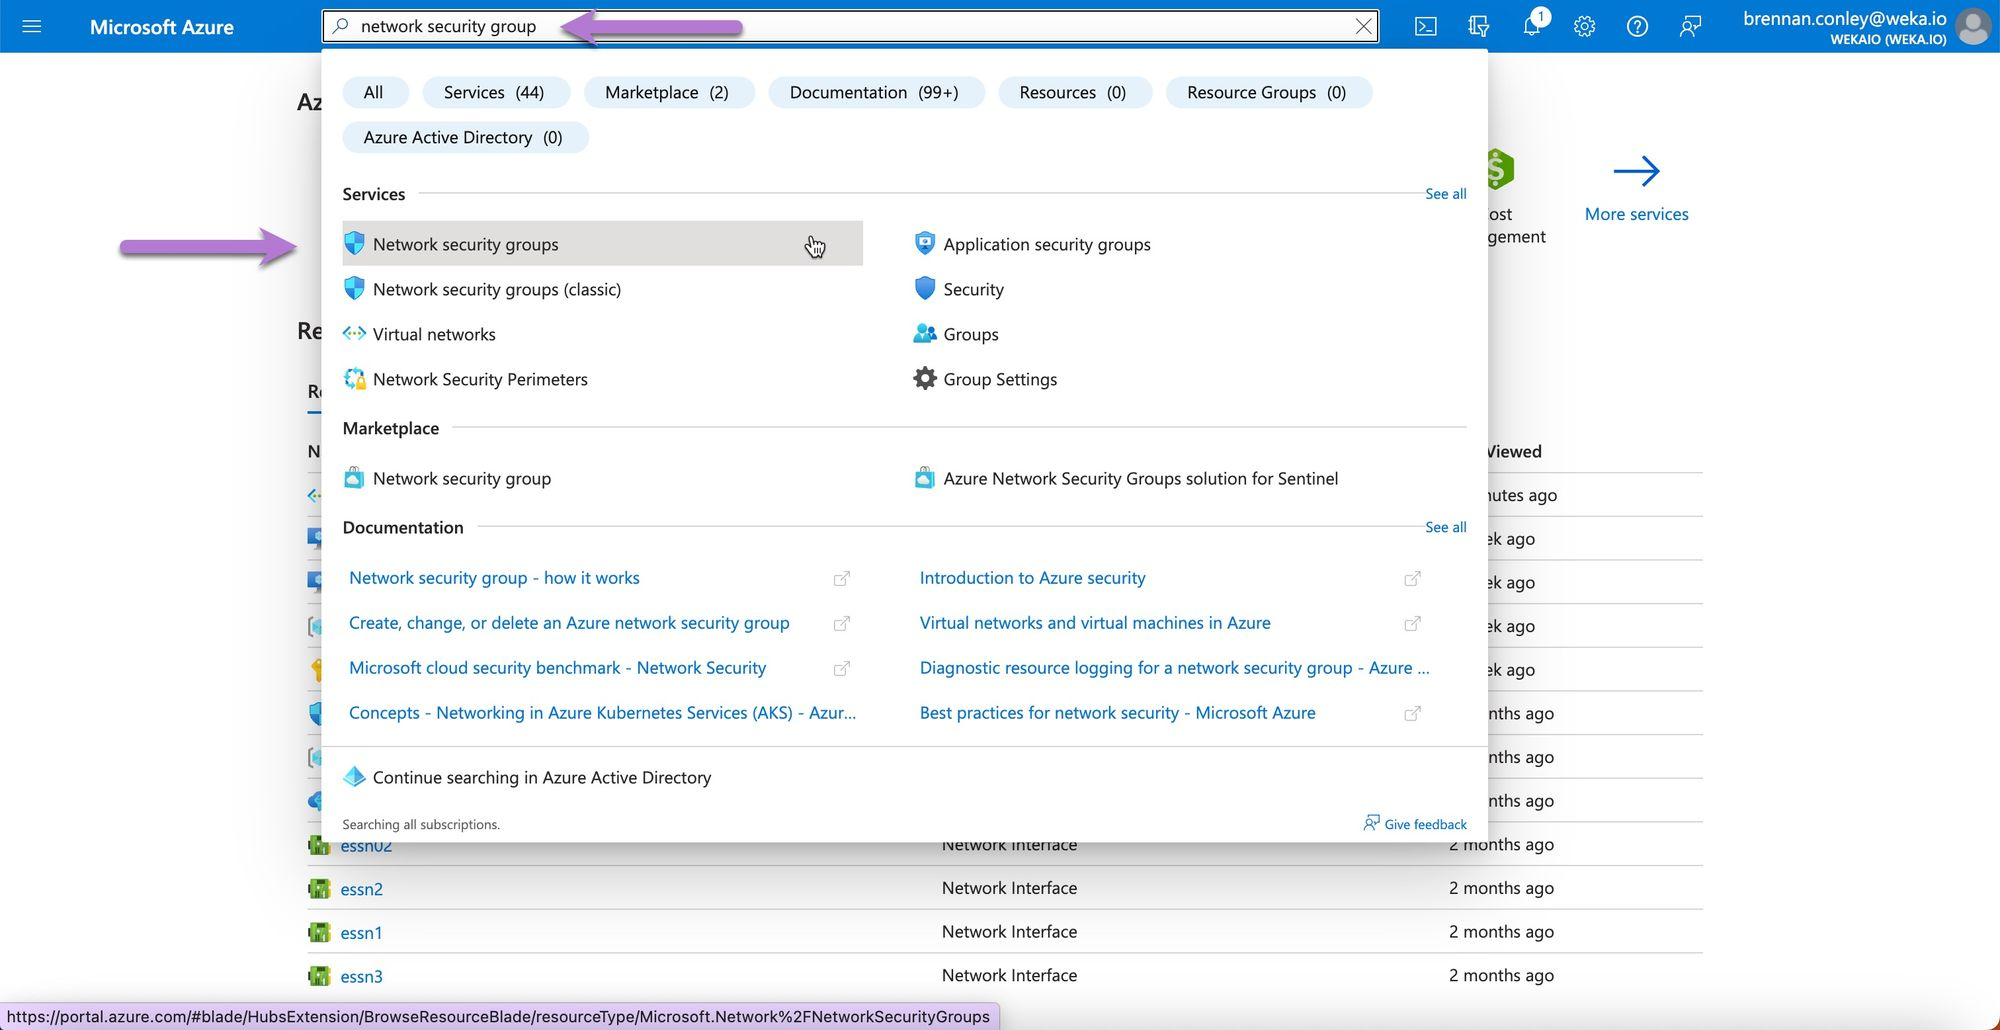 Microsoft Azure
network security group
1
brennan.conley@weka.io
WEKAIO (WEKA.IO)
All
Services (44)
Marketplace (2)
Documentation (99+)
Resources (0)
Resource Groups (0)
Azure Active Directory (0)
Az
Services
See all
Network security groups
Application security groups
Network security groups (classic)
Security
Virtual networks
Groups
Network Security Perimeters
Group Settings
ost
gement
More services
Re
Marketplace
Network security group
Azure Network Security Groups solution for Sentinel
Documentation
See all
Network security group - how it works
Introduction to Azure security
Create, change, or delete an Azure network security group
Virtual networks and virtual machines in Azure
Microsoft cloud security benchmark - Network Security
Diagnostic resource logging for a network security group - Azure ...
Concepts - Networking in Azure Kubernetes Services (AKS) - Azur...
Best practices for network security - Microsoft Azure
Continue searching in Azure Active Directory
Searching all subscriptions.
Give feedback
Viewed
nutes ago
ek ago
ek ago
ek ago
ek ago
nths ago
nths ago
nths ago
essn02
Network Interface
2 months ago
essn2
Network Interface
2 months ago
essn1
Network Interface
2 months ago
essn3
Network Interface
2 months ago
https://portal.azure.com/#blade/HubsExtension/BrowseResourceBlade/resourceType/Microsoft.Network%2FNetworkSecurityGroups